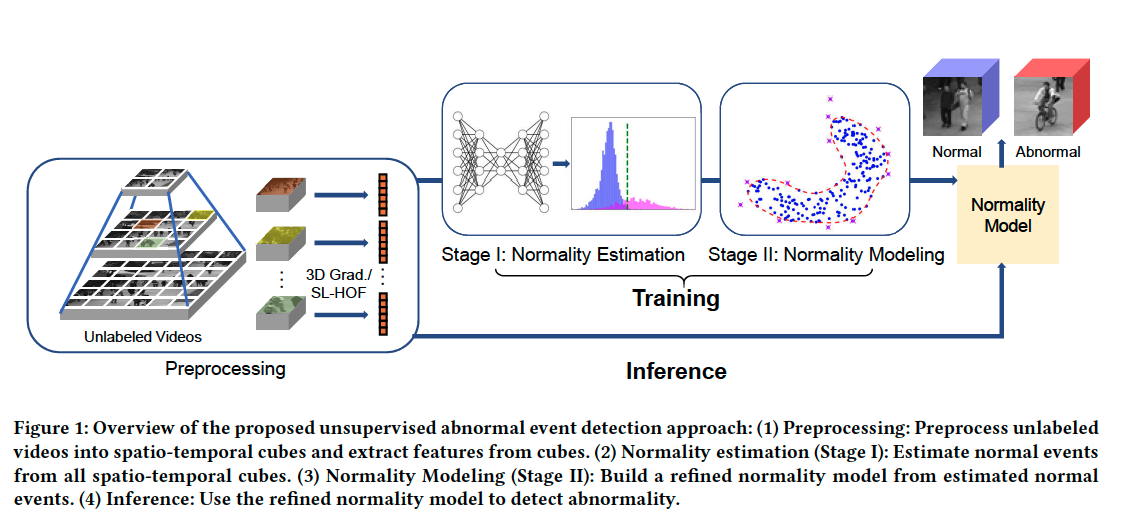 Normal
Abnormal
Stage I: Normality Estimation
Stage II: Normality Modeling
Normality
Model
3D Grad./
SL-HOF
Unlabeled Videos
Training
Preprocessing
Inference
Figure 1: Overview of the proposed unsupervised abnormal event detection approach: (1) Preprocessing: Preprocess unlabeled
videos into spatio-temporal cubes and extract features from cubes. (2) Normality estimation (Stage I): Estimate normal events
from all spatio-temporal cubes. (3) Normality Modeling (Stage II): Build a refined normality model from estimated normal
events. (4) Inference: Use the refined normality model to detect abnormality.